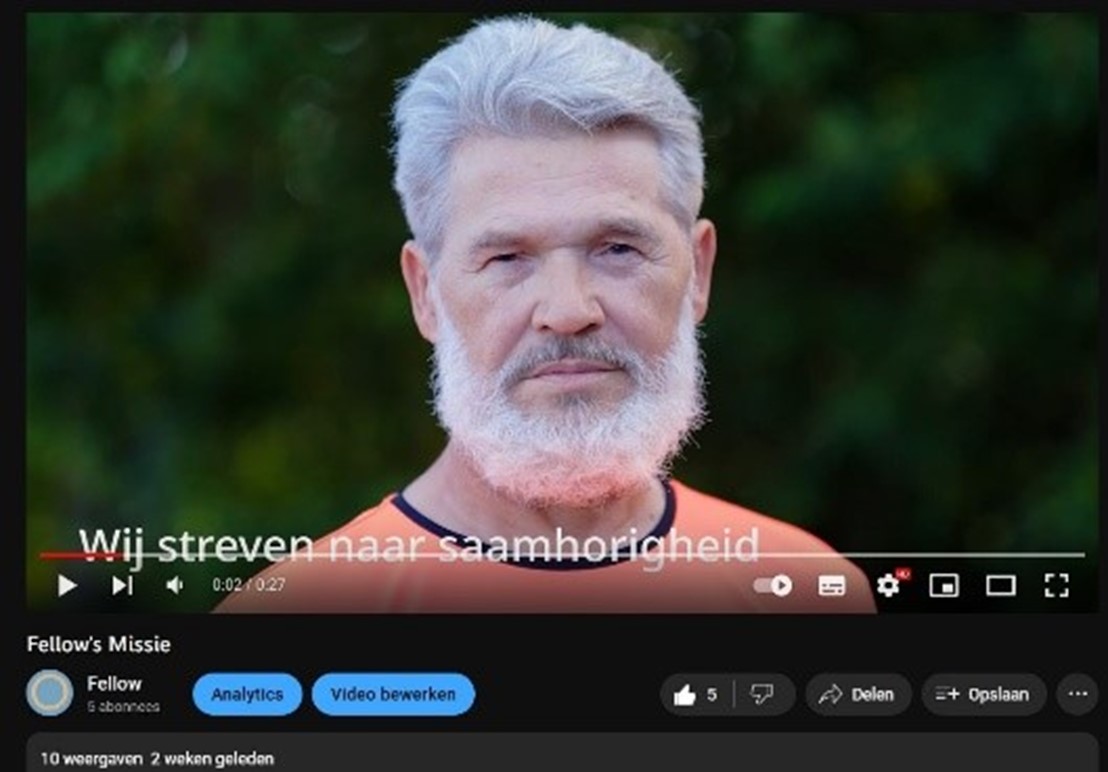 Wij streven naar saamhorigheid
0:02 / 0:27
HD
Fellow's Missie
Fellow
5 abonnees
Analytics
Video bewerken
5
Delen
Opslaan
10 weergaven 2 weken geleden